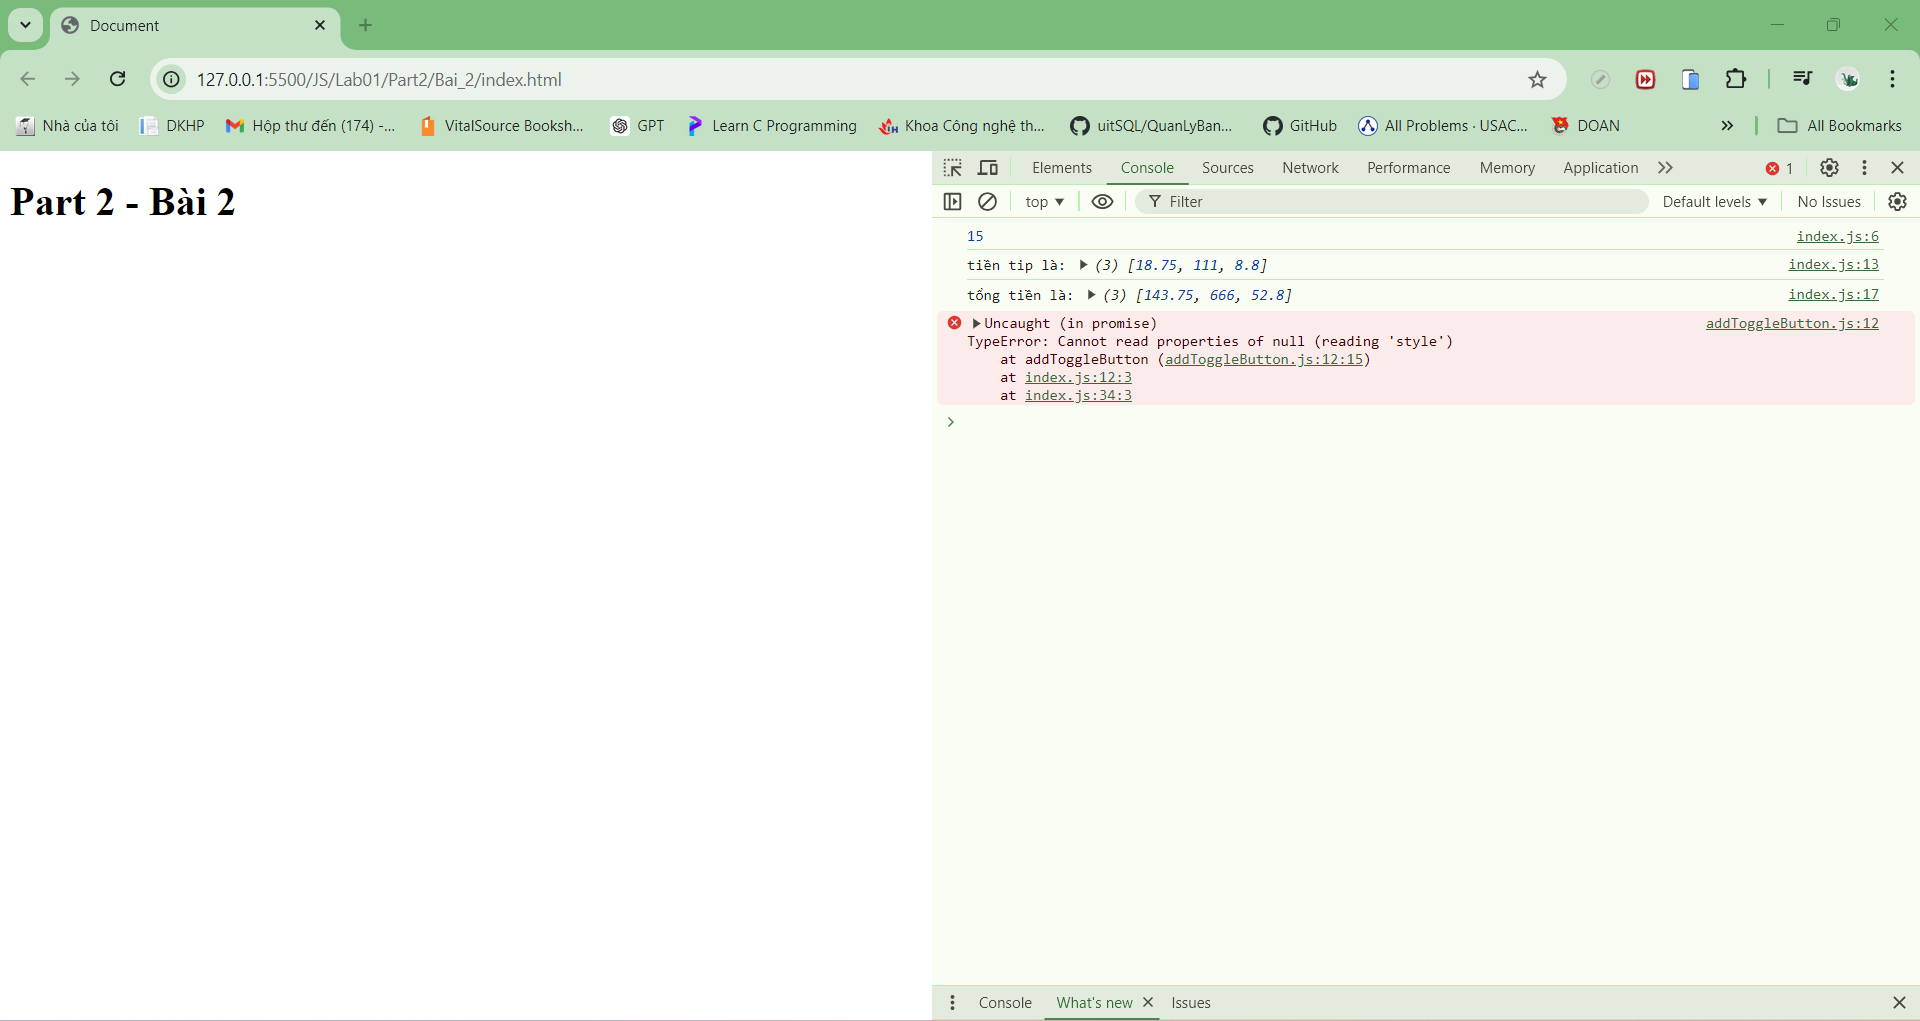 Document
127.0.0.1:5500/JS/Lab01/Part2/Bai_2/index.html
Nhà của tôi DKHP Hộp thư đến (174) -... VitalSource Booksh... GPT Learn C Programming Khoa Công nghệ th... uitSQL/QuanLyBan... GitHub All Problems · USAC... DOAN All Bookmarks
Part 2 - Bài 2
Elements Console Sources Network Performance Memory Application 1
top Filter Default levels No Issues
15 index.js:6
tiền tip là: (3) [18.75, 111, 8.8] index.js:13
tổng tiền là: (3) [143.75, 666, 52.8] index.js:17
Uncaught (in promise) addToggleButton.js:12
TypeError: Cannot read properties of null (reading 'style')
at addToggleButton (addToggleButton.js:12:15)
at index.js:12:3
at index.js:34:3
Console What's new Issues